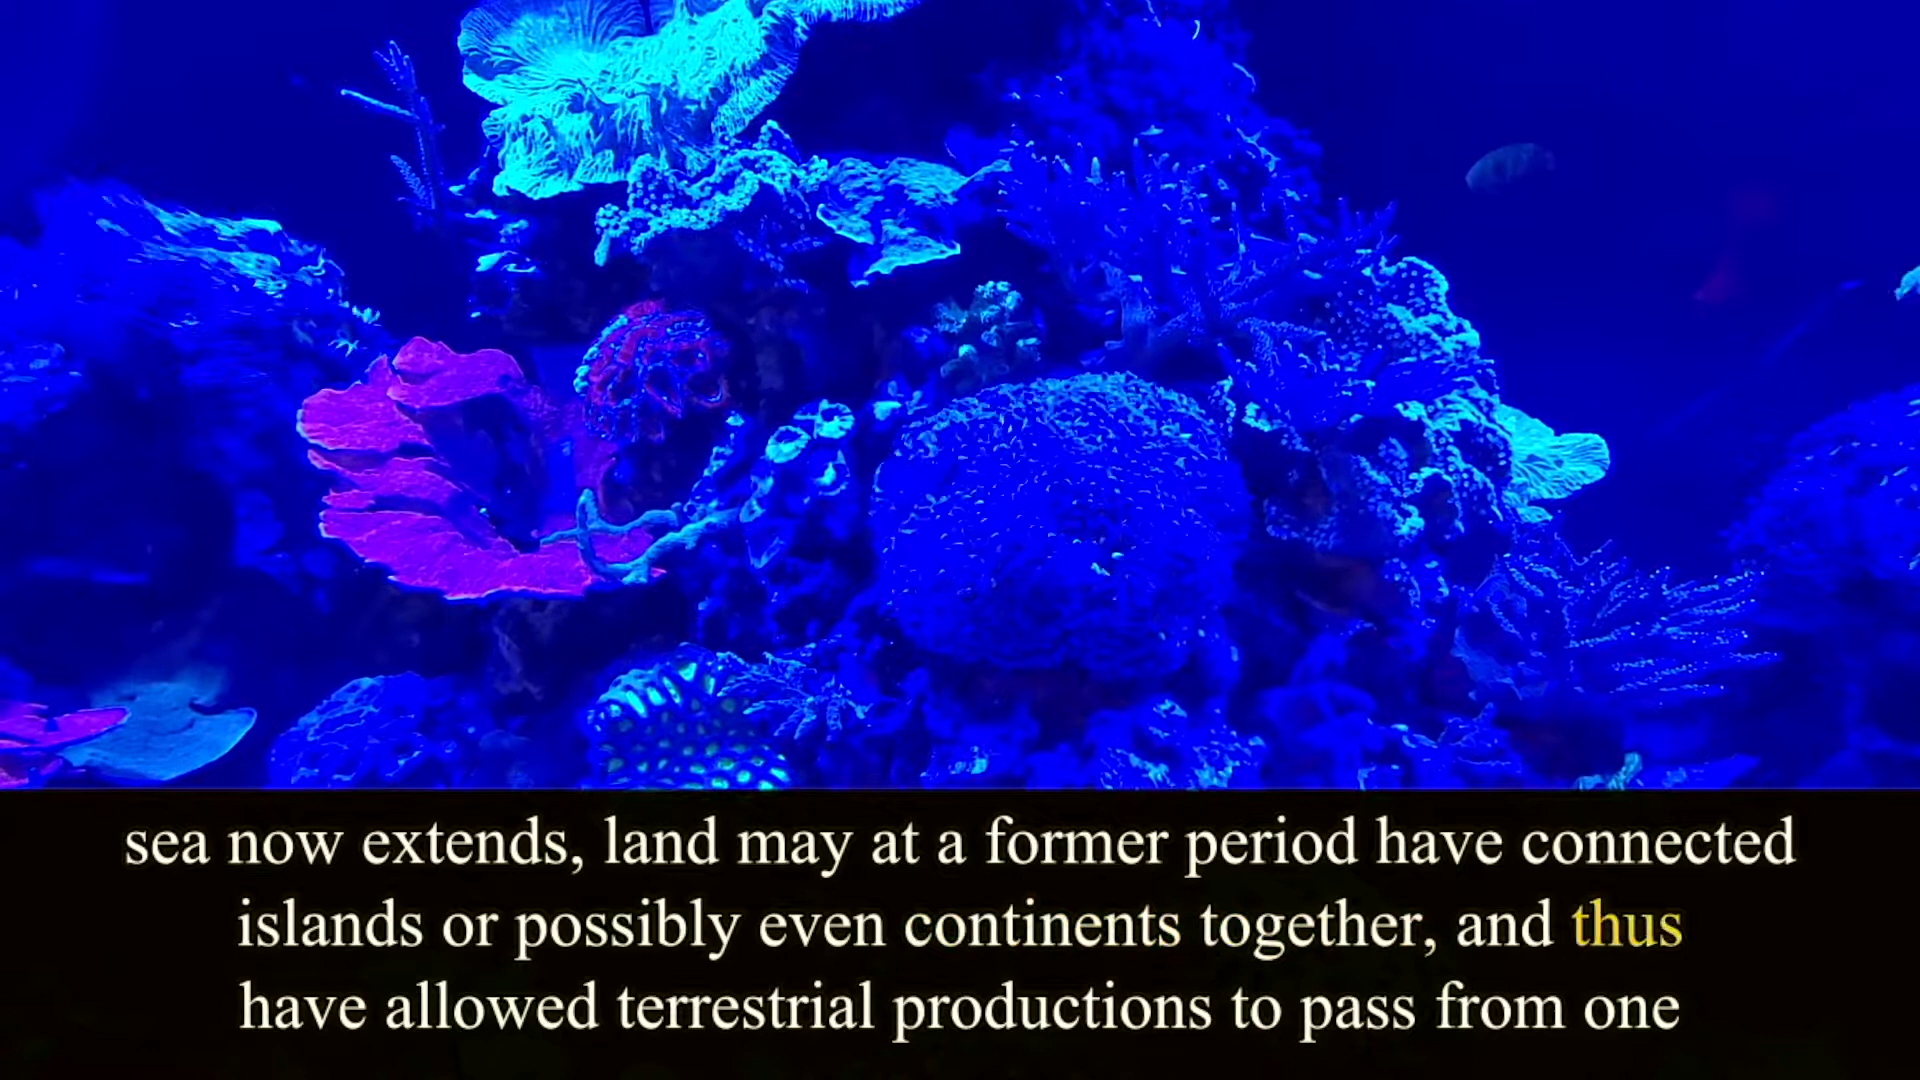 sea now extends, land may at a former period have connected
islands or possibly even continents together, and thus
have allowed terrestrial productions to pass from one